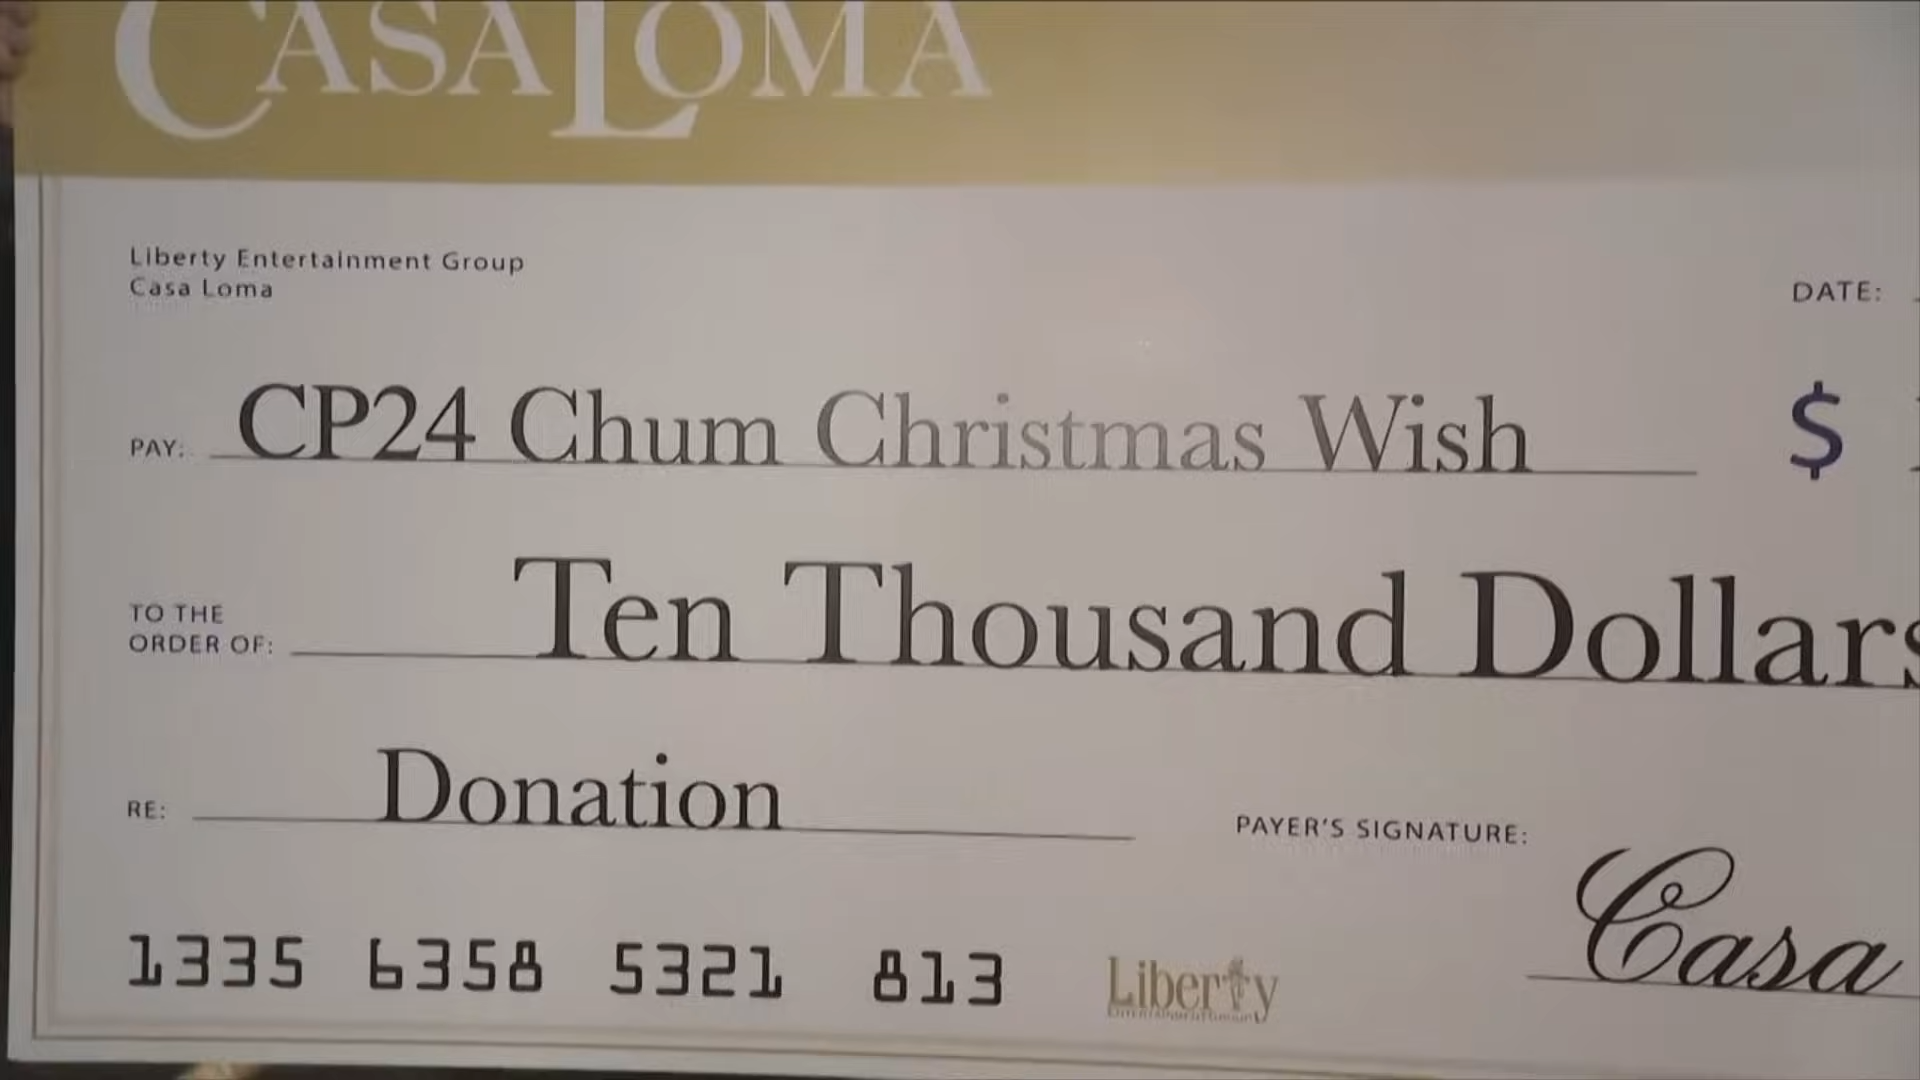 CASA LOMA
Liberty Entertainment Group
Casa Loma
DATE:
PAY: CP24 Chum Christmas Wish $
TO THE
ORDER OF: Ten Thousand Dollars
RE: Donation
PAYER'S SIGNATURE:
Casa
1335 6358 5321 813
Liberty